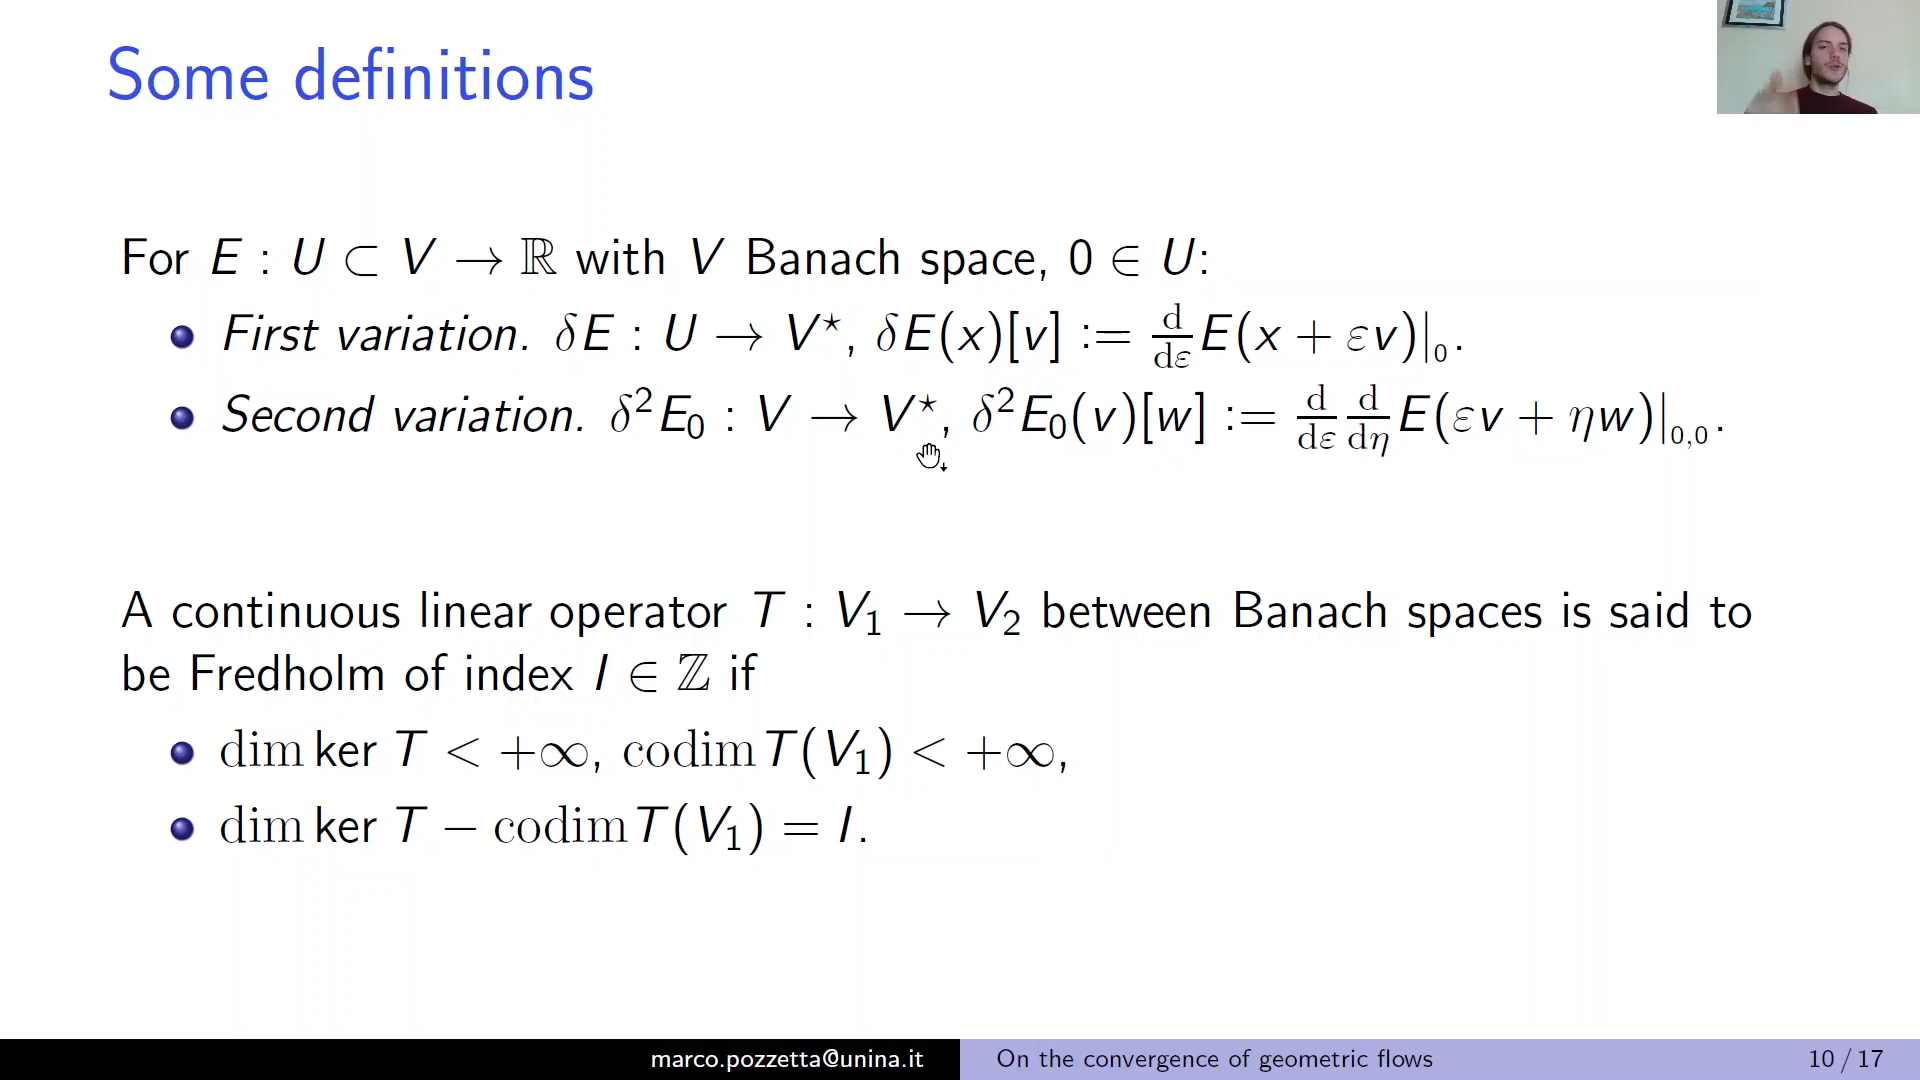 Some definitions
For E : U ⊂ V → ℝ with V Banach space, 0 ∈ U:
First variation. δE : U → V⋆, δE(x)[v] := d/dε E(x + εv)|₀.
Second variation. δ²E₀ : V → V⋆, δ²E₀(v)[w] := d/dε d/dη E(εv + ηw)|₀,₀.
A continuous linear operator T : V₁ → V₂ between Banach spaces is said to
be Fredholm of index I ∈ ℤ if
dim ker T < +∞, codim T(V₁) < +∞,
dim ker T − codim T(V₁) = I.
marco.pozzetta@unina.it On the convergence of geometric flows 10 / 17